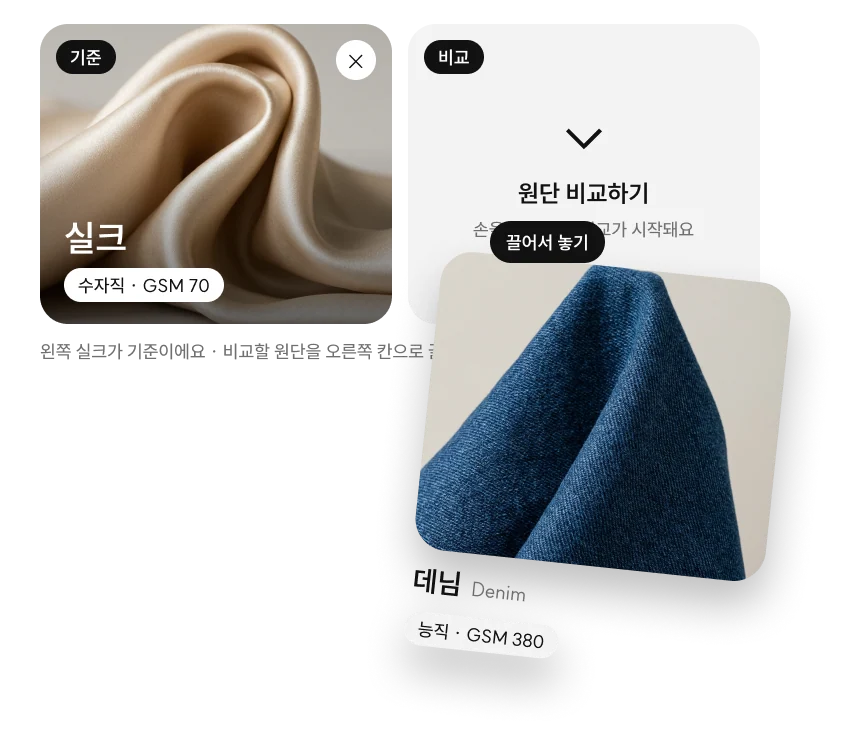 기준
비교
원단 비교하기
가 시작돼요
끌어서 놓기
실크
수자직 · GSM 70
왼쪽 실크가 기준이에요 · 비교할 원단을 오른쪽 칸으로
데님 Denim
능직 · GSM 380